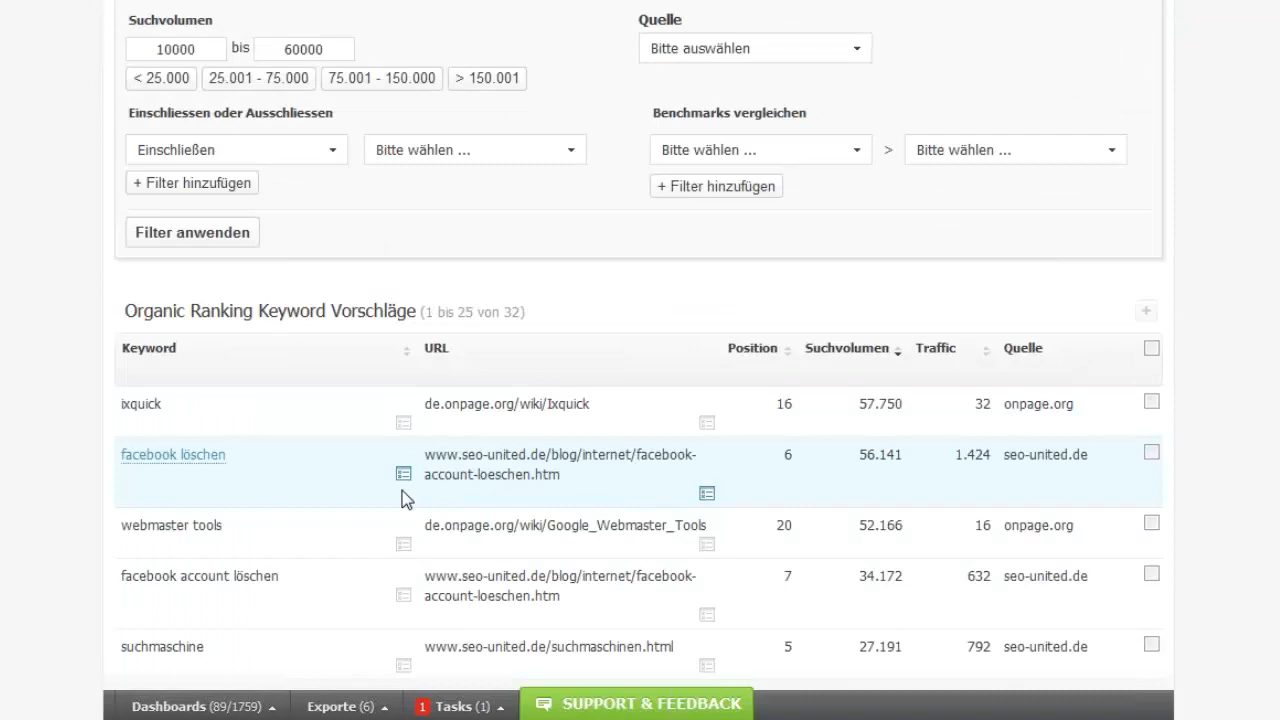 Suchvolumen
Quelle
10000 bis 60000
Bitte auswählen
< 25.000 25.001 - 75.000 75.001 - 150.000 > 150.001
Einschliessen oder Ausschliessen
Benchmarks vergleichen
Einschließen
Bitte wählen ...
Bitte wählen ... > Bitte wählen ...
+ Filter hinzufügen
+ Filter hinzufügen
Filter anwenden
Organic Ranking Keyword Vorschläge (1 bis 25 von 32)
+
Keyword URL Position Suchvolumen Traffic Quelle
ixquick de.onpage.org/wiki/Ixquick 16 57.750 32 onpage.org
facebook löschen www.seo-united.de/blog/internet/facebook- 6 56.141 1.424 seo-united.de
account-loeschen.htm
webmaster tools de.onpage.org/wiki/Google_Webmaster_Tools 20 52.166 16 onpage.org
facebook account löschen www.seo-united.de/blog/internet/facebook- 7 34.172 632 seo-united.de
account-loeschen.htm
suchmaschine www.seo-united.de/suchmaschinen.html 5 27.191 792 seo-united.de
Dashboards (89/1759) Exporte (6) 1 Tasks (1) SUPPORT & FEEDBACK